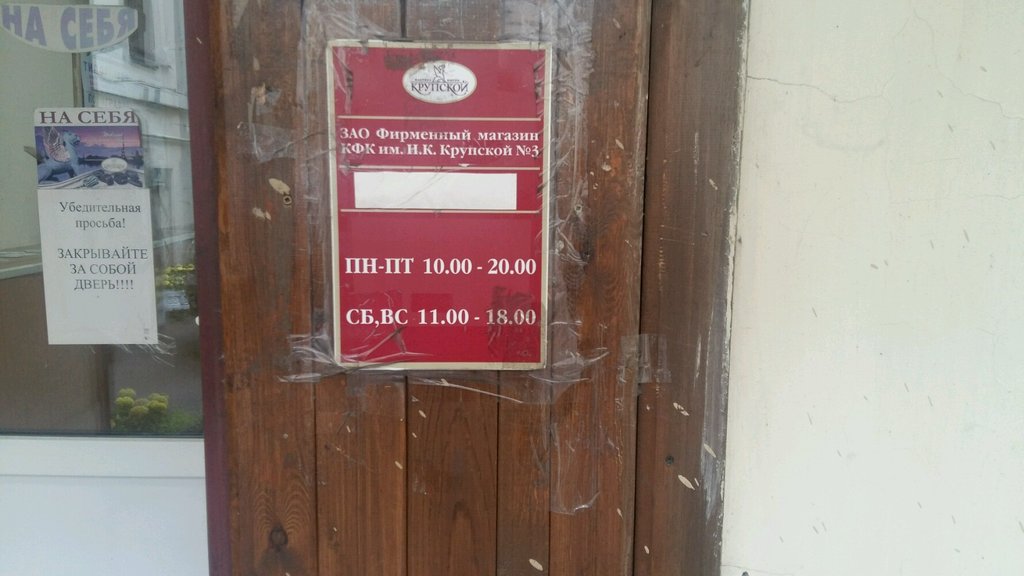 НА СЕБЯ
НА СЕБЯ
Убедительная
просьба!
ЗАКРЫВАЙТЕ
ЗА СОБОЙ
ДВЕРЬ!!!!
КРУПСКОЙ
ЗАО Фирменный магазин
КФК им. Н.К. Крупской №3
ПН-ПТ 10.00 - 20.00
СБ,ВС 11.00 - 18.00